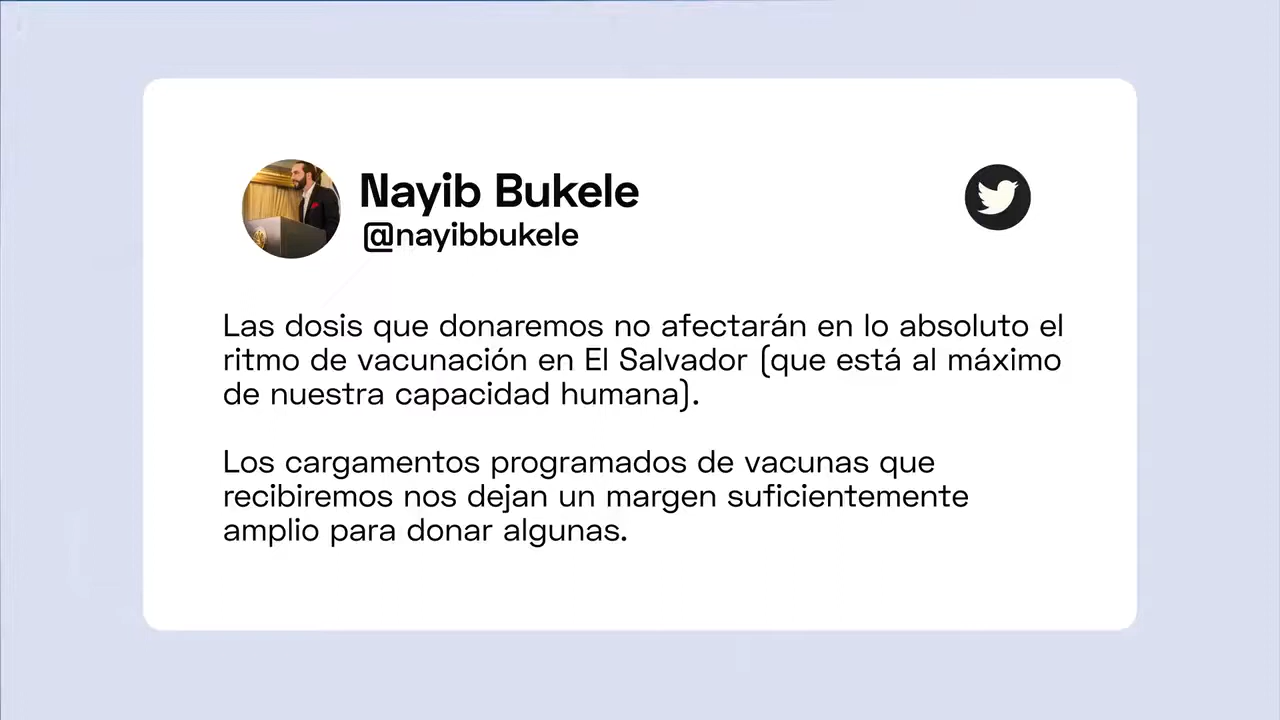 Nayib Bukele
@nayibbukele
Las dosis que donaremos no afectarán en lo absoluto el
ritmo de vacunación en El Salvador (que está al máximo
de nuestra capacidad humana).
Los cargamentos programados de vacunas que
recibiremos nos dejan un margen suficientemente
amplio para donar algunas.